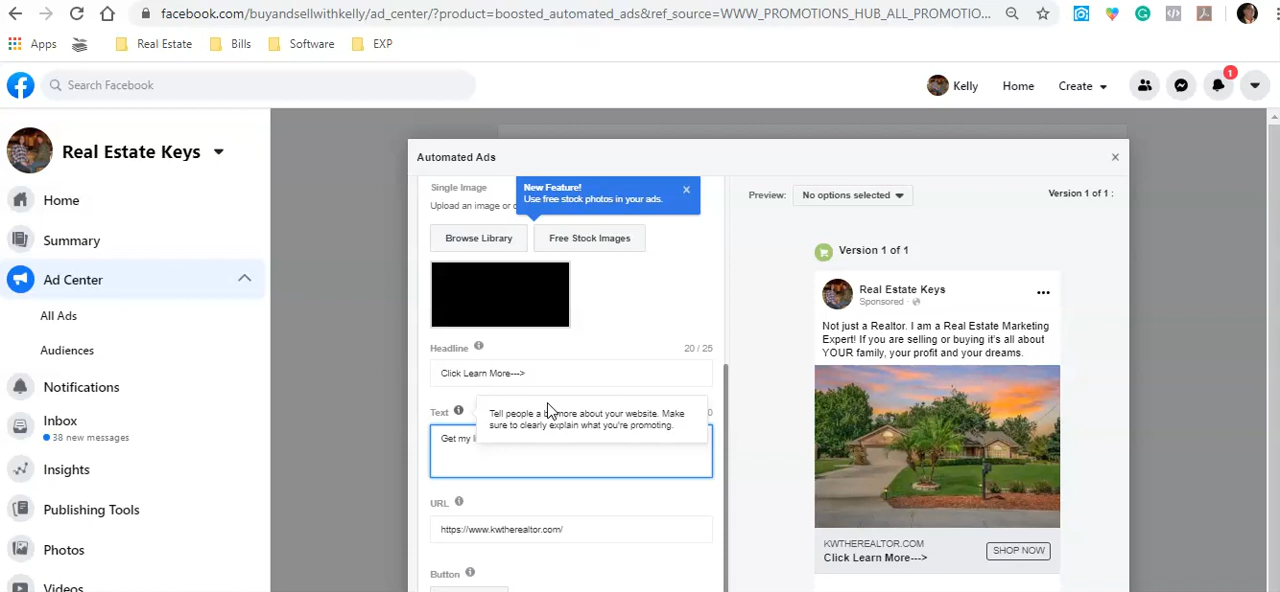 facebook.com/buyandsellwithkelly/ad_center/?product=boosted_automated_ads&ref_source=WWW_PROMOTIONS_HUB_ALL_PROMOTIO...
Apps
Real Estate
Bills
Software
EXP
Search Facebook
Kelly
Home
Create
1
Real Estate Keys
Home
Summary
Ad Center
All Ads
Audiences
Notifications
Inbox
38 new messages
Insights
Publishing Tools
Photos
Videos
Automated Ads
Single Image
Upload an image or
New Feature!
Use free stock photos in your ads.
Browse Library
Free Stock Images
Headline
20 / 25
Click Learn More--->
Text
Tell people a more about your website. Make
sure to clearly explain what you're promoting.
Get my
URL
https://www.kwtherealtor.com/
Button
Preview:
No options selected
Version 1 of 1 :
Version 1 of 1
Real Estate Keys
Sponsored ·
Not just a Realtor. I am a Real Estate Marketing
Expert! If you are selling or buying it's all about
YOUR family, your profit and your dreams.
KWTHEREALTOR.COM
Click Learn More--->
SHOP NOW